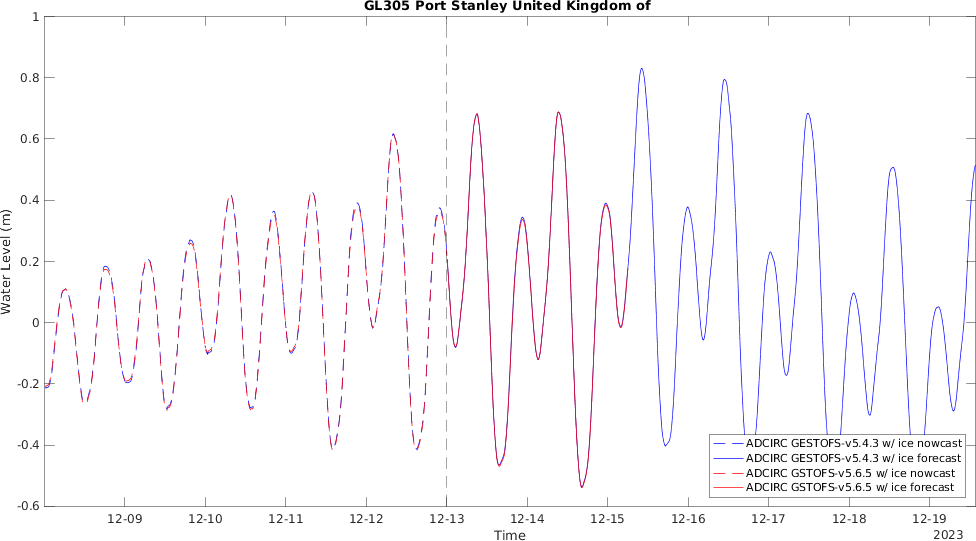 GL305 Port Stanley United Kingdom of
Water Level (m)
1
0.8
0.6
0.4
0.2
0
-0.2
-0.4
-0.6
ADCIRC GESTOFS-v5.4.3 w/ ice nowcast
ADCIRC GESTOFS-v5.4.3 w/ ice forecast
ADCIRC GSTOFS-v5.6.5 w/ ice nowcast
ADCIRC GSTOFS-v5.6.5 w/ ice forecast
12-09 12-10 12-11 12-12 12-13 12-14 12-15 12-16 12-17 12-18 12-19
Time 2023